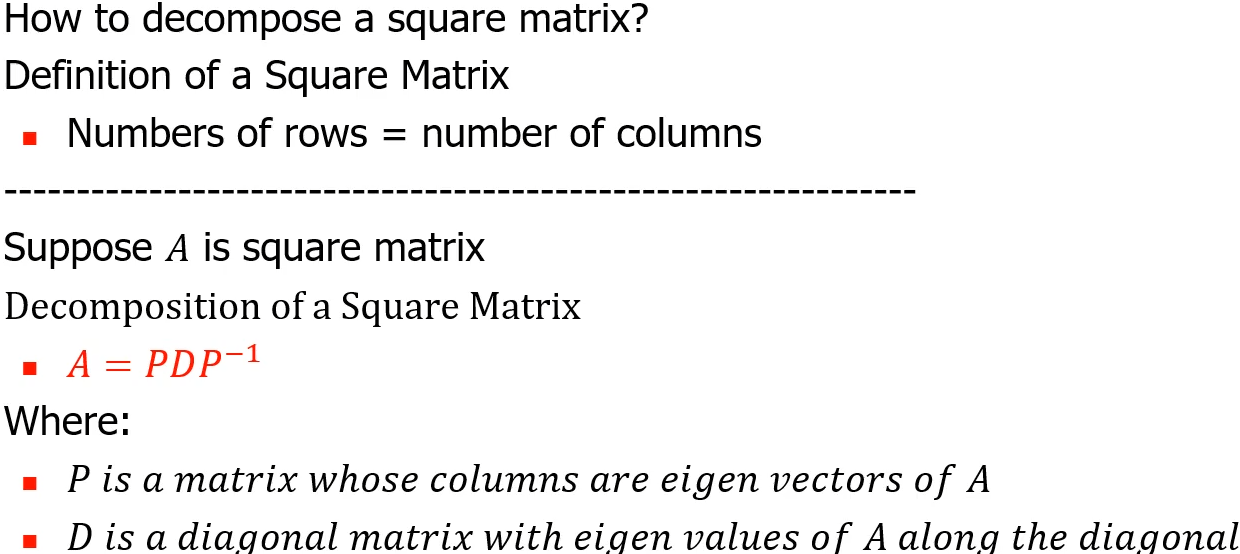 How to decompose a square matrix?
Definition of a Square Matrix
▪ Numbers of rows = number of columns
----------------------------------------------------------------
Suppose A is square matrix
Decomposition of a Square Matrix
▪ A = PDP⁻¹
Where:
▪ P is a matrix whose columns are eigen vectors of A
▪ D is a diagonal matrix with eigen values of A along the diagonal